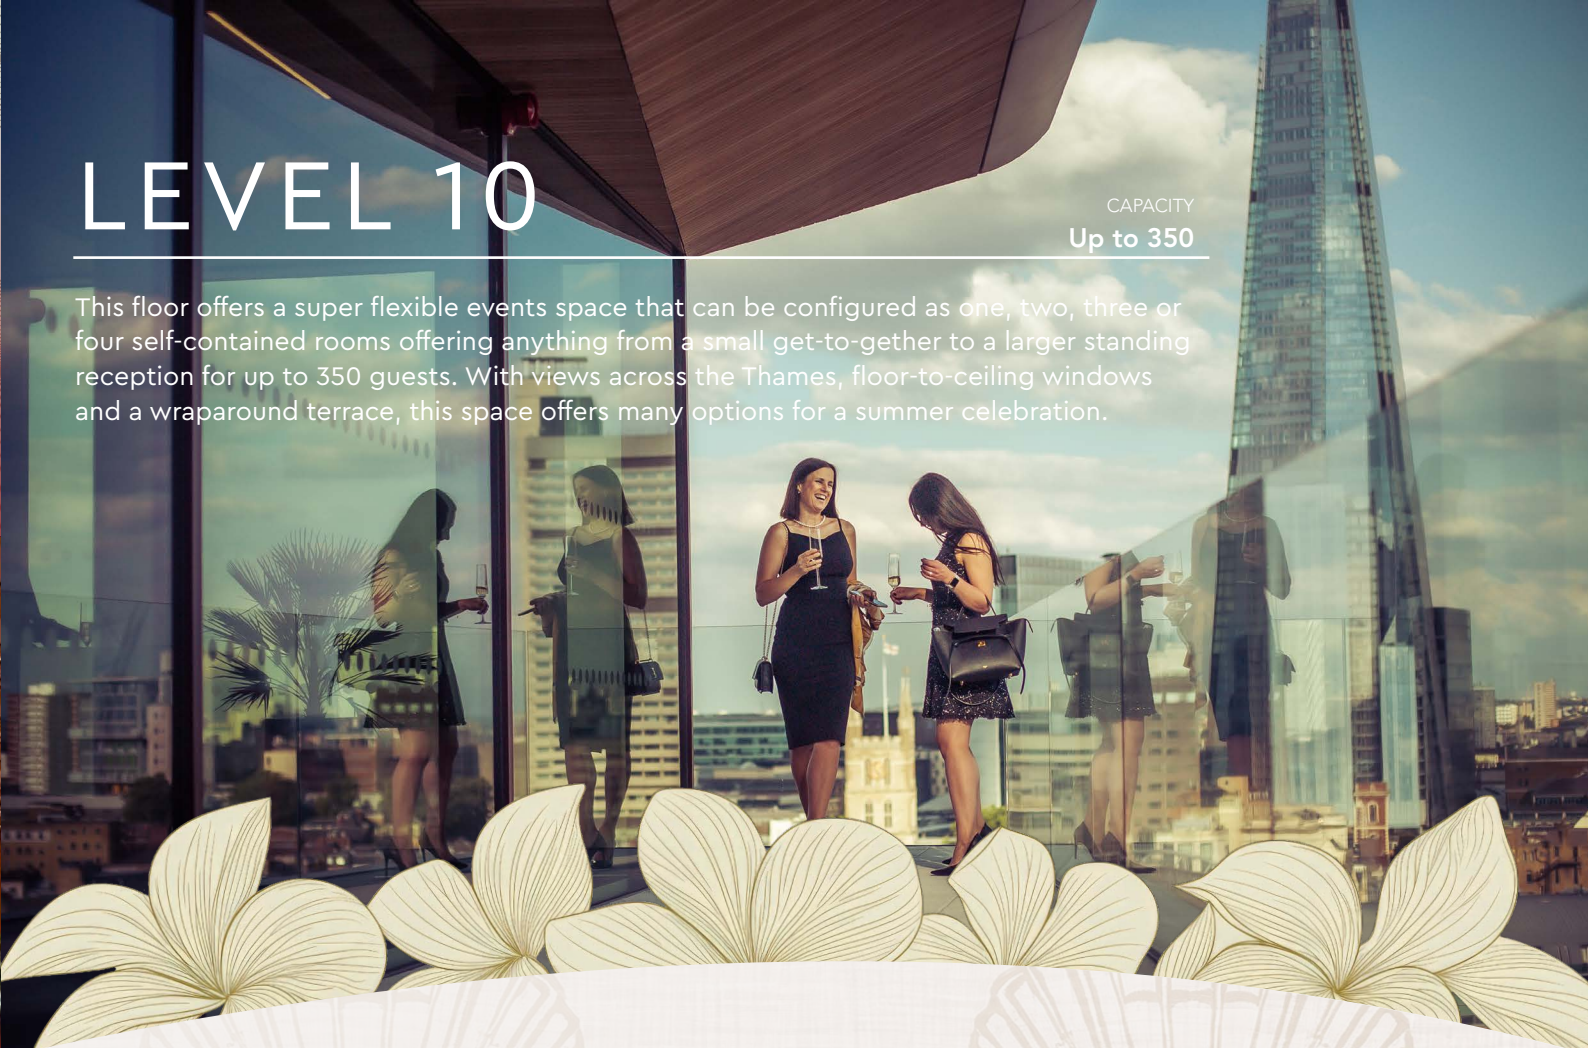 LEVEL 10
CAPACITY
Up to 350
This floor offers a super flexible events space that can be configured as one, two, three or
four self-contained rooms offering anything from a small get-to-gether to a larger standing
reception for up to 350 guests. With views across the Thames, floor-to-ceiling windows
and a wraparound terrace, this space offers many options for a summer celebration.